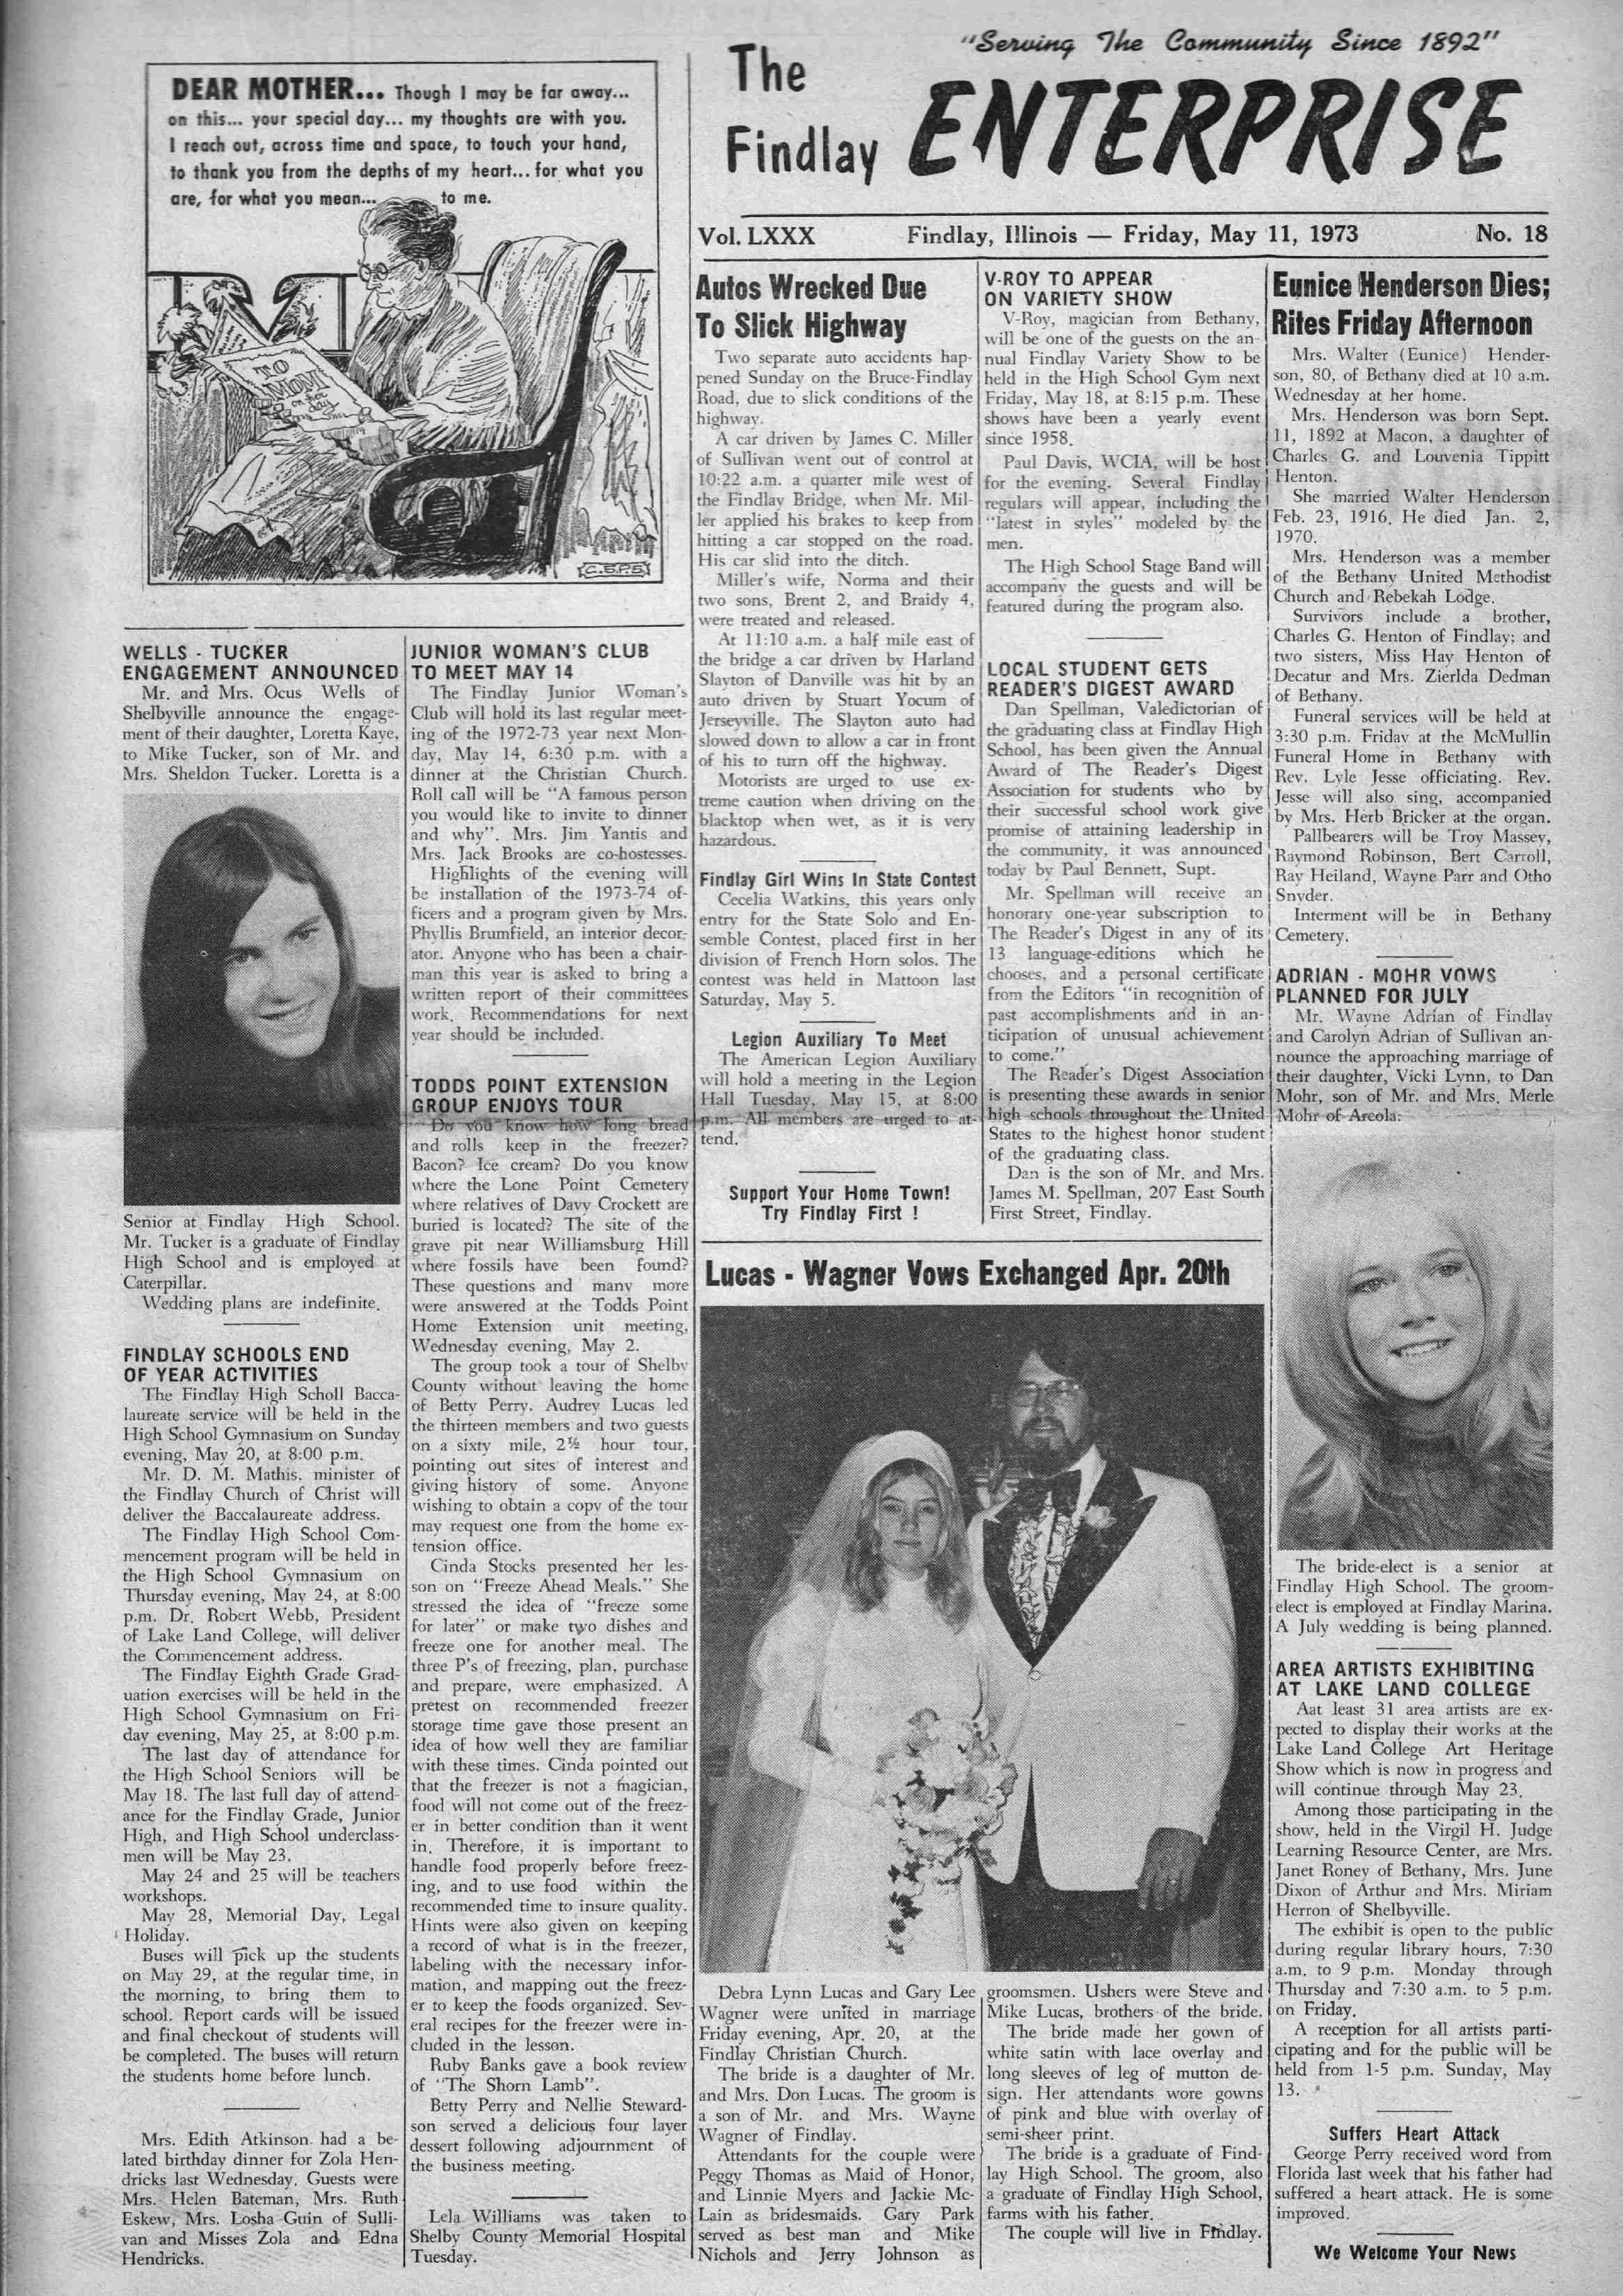 "Serving The Community Since 1892"
The
Findlay
ENTERPRISE
Vol. LXXX Findlay, Illinois — Friday, May 11, 1973 No. 18
DEAR MOTHER... Though I may be far away...
on this... your special day... my thoughts are with you.
I reach out, across time and space, to touch your hand,
to thank you from the depths of my heart... for what you
are, for what you mean... to me.
TO
MOM
on her
day
C.E.P.S.
WELLS - TUCKER
ENGAGEMENT ANNOUNCED
Mr. and Mrs. Ocus Wells of
Shelbyville announce the engage-
ment of their daughter, Loretta Kaye,
to Mike Tucker, son of Mr. and
Mrs. Sheldon Tucker. Loretta is a
Senior at Findlay High School.
Mr. Tucker is a graduate of Findlay
High School and is employed at
Caterpillar.
Wedding plans are indefinite.
FINDLAY SCHOOLS END
OF YEAR ACTIVITIES
The Findlay High Scholl Bacca-
laureate service will be held in the
High School Gymnasium on Sunday
evening, May 20, at 8:00 p.m.
Mr. D. M. Mathis, minister of
the Findlay Church of Christ will
deliver the Baccalaureate address.
The Findlay High School Com-
mencement program will be held in
the High School Gymnasium on
Thursday evening, May 24, at 8:00
p.m. Dr. Robert Webb, President
of Lake Land College, will deliver
the Commencement address.
The Findlay Eighth Grade Grad-
uation exercises will be held in the
High School Gymnasium on Fri-
day evening, May 25, at 8:00 p.m.
The last day of attendance for
the High School Seniors will be
May 18. The last full day of attend-
ance for the Findlay Grade, Junior
High, and High School underclass-
men will be May 23.
May 24 and 25 will be teachers
workshops.
May 28, Memorial Day, Legal
Holiday.
Buses will pick up the students
on May 29, at the regular time, in
the morning, to bring them to
school. Report cards will be issued
and final checkout of students will
be completed. The buses will return
the students home before lunch.
Mrs. Edith Atkinson had a be-
lated birthday dinner for Zola Hen-
dricks last Wednesday. Guests were
Mrs. Helen Bateman, Mrs. Ruth
Eskew, Mrs. Losha Guin of Sulli-
van and Misses Zola and Edna
Hendricks.
JUNIOR WOMAN'S CLUB
TO MEET MAY 14
The Findlay Junior Woman's
Club will hold its last regular meet-
ing of the 1972-73 year next Mon-
day, May 14, 6:30 p.m. with a
dinner at the Christian Church.
Roll call will be "A famous person
you would like to invite to dinner
and why". Mrs. Jim Yantis and
Mrs. Jack Brooks are co-hostesses.
Highlights of the evening will
be installation of the 1973-74 of-
ficers and a program given by Mrs.
Phyllis Brumfield, an interior decor-
ator. Anyone who has been a chair-
man this year is asked to bring a
written report of their committees
work. Recommendations for next
year should be included.
TODDS POINT EXTENSION
GROUP ENJOYS TOUR
Do you know how long bread
and rolls keep in the freezer?
Bacon? Ice cream? Do you know
where the Lone Point Cemetery
where relatives of Davy Crockett are
buried is located? The site of the
grave pit near Williamsburg Hill
where fossils have been found?
These questions and many more
were answered at the Todds Point
Home Extension unit meeting,
Wednesday evening, May 2.
The group took a tour of Shelby
County without leaving the home
of Betty Perry. Audrey Lucas led
the thirteen members and two guests
on a sixty mile, 2½ hour tour,
pointing out sites of interest and
giving history of some. Anyone
wishing to obtain a copy of the tour
may request one from the home ex-
tension office.
Cinda Stocks presented her les-
son on "Freeze Ahead Meals." She
stressed the idea of "freeze some
for later" or make two dishes and
freeze one for another meal. The
three P's of freezing, plan, purchase
and prepare, were emphasized. A
pretest on recommended freezer
storage time gave those present an
idea of how well they are familiar
with these times. Cinda pointed out
that the freezer is not a magician,
food will not come out of the freez-
er in better condition than it went
in. Therefore, it is important to
handle food properly before freez-
ing, and to use food within the
recommended time to insure quality.
Hints were also given on keeping
a record of what is in the freezer,
labeling with the necessary infor-
mation, and mapping out the freez-
er to keep the foods organized. Sev-
eral recipes for the freezer were in-
cluded in the lesson.
Ruby Banks gave a book review
of "The Shorn Lamb".
Betty Perry and Nellie Steward-
son served a delicious four layer
dessert following adjournment of
the business meeting.
Lela Williams was taken to
Shelby County Memorial Hospital
Tuesday.
Autos Wrecked Due
To Slick Highway
Two separate auto accidents hap-
pened Sunday on the Bruce-Findlay
Road, due to slick conditions of the
highway.
A car driven by James C. Miller
of Sullivan went out of control at
10:22 a.m. a quarter mile west of
the Findlay Bridge, when Mr. Mil-
ler applied his brakes to keep from
hitting a car stopped on the road.
His car slid into the ditch.
Miller's wife, Norma and their
two sons, Brent 2, and Braidy 4,
were treated and released.
At 11:10 a.m. a half mile east of
the bridge a car driven by Harland
Slayton of Danville was hit by an
auto driven by Stuart Yocum of
Jerseyville. The Slayton auto had
slowed down to allow a car in front
of his to turn off the highway.
Motorists are urged to use ex-
treme caution when driving on the
blacktop when wet, as it is very
hazardous.
Findlay Girl Wins In State Contest
Cecelia Watkins, this years only
entry for the State Solo and En-
semble Contest, placed first in her
division of French Horn solos. The
contest was held in Mattoon last
Saturday, May 5.
Legion Auxiliary To Meet
The American Legion Auxiliary
will hold a meeting in the Legion
Hall Tuesday, May 15, at 8:00
p.m. All members are urged to at-
tend.
Support Your Home Town!
Try Findlay First !
V-ROY TO APPEAR
ON VARIETY SHOW
V-Roy, magician from Bethany,
will be one of the guests on the an-
nual Findlay Variety Show to be
held in the High School Gym next
Friday, May 18, at 8:15 p.m. These
shows have been a yearly event
since 1958.
Paul Davis, WCIA, will be host
for the evening. Several Findlay
regulars will appear, including the
"latest in styles" modeled by the
men.
The High School Stage Band will
accompany the guests and will be
featured during the program also.
LOCAL STUDENT GETS
READER'S DIGEST AWARD
Dan Spellman, Valedictorian of
the graduating class at Findlay High
School, has been given the Annual
Award of The Reader's Digest
Association for students who by
their successful school work give
promise of attaining leadership in
the community, it was announced
today by Paul Bennett, Supt.
Mr. Spellman will receive an
honorary one-year subscription to
The Reader's Digest in any of its
13 language-editions which he
chooses, and a personal certificate
from the Editors "in recognition of
past accomplishments and in an-
ticipation of unusual achievement
to come."
The Reader's Digest Association
is presenting these awards in senior
high schools throughout the United
States to the highest honor student
of the graduating class.
Dan is the son of Mr. and Mrs.
James M. Spellman, 207 East South
First Street, Findlay.
Lucas - Wagner Vows Exchanged Apr. 20th
Debra Lynn Lucas and Gary Lee
Wagner were united in marriage
Friday evening, Apr. 20, at the
Findlay Christian Church.
The bride is a daughter of Mr.
and Mrs. Don Lucas. The groom is
a son of Mr. and Mrs. Wayne
Wagner of Findlay.
Attendants for the couple were
Peggy Thomas as Maid of Honor,
and Linnie Myers and Jackie Mc-
Lain as bridesmaids. Gary Park
served as best man and Mike
Nichols and Jerry Johnson as
groomsmen. Ushers were Steve and
Mike Lucas, brothers of the bride.
The bride made her gown of
white satin with lace overlay and
long sleeves of leg of mutton de-
sign. Her attendants wore gowns
of pink and blue with overlay of
semi-sheer print.
The bride is a graduate of Find-
lay High School. The groom, also
a graduate of Findlay High School,
farms with his father.
The couple will live in Findlay.
Eunice Henderson Dies;
Rites Friday Afternoon
Mrs. Walter (Eunice) Hender-
son, 80, of Bethany died at 10 a.m.
Wednesday at her home.
Mrs. Henderson was born Sept.
11, 1892 at Macon, a daughter of
Charles G. and Louvenia Tippitt
Henton.
She married Walter Henderson
Feb. 23, 1916. He died Jan. 2,
1970.
Mrs. Henderson was a member
of the Bethany United Methodist
Church and Rebekah Lodge.
Survivors include a brother,
Charles G. Henton of Findlay; and
two sisters, Miss Hay Henton of
Decatur and Mrs. Zierlda Dedman
of Bethany.
Funeral services will be held at
3:30 p.m. Friday at the McMullin
Funeral Home in Bethany with
Rev. Lyle Jesse officiating. Rev.
Jesse will also sing, accompanied
by Mrs. Herb Bricker at the organ.
Pallbearers will be Troy Massey,
Raymond Robinson, Bert Carroll,
Ray Heiland, Wayne Parr and Otho
Snyder.
Interment will be in Bethany
Cemetery.
ADRIAN - MOHR VOWS
PLANNED FOR JULY
Mr. Wayne Adrian of Findlay
and Carolyn Adrian of Sullivan an-
nounce the approaching marriage of
their daughter, Vicki Lynn, to Dan
Mohr, son of Mr. and Mrs. Merle
Mohr of Arcola.
The bride-elect is a senior at
Findlay High School. The groom-
elect is employed at Findlay Marina.
A July wedding is being planned.
AREA ARTISTS EXHIBITING
AT LAKE LAND COLLEGE
Aat least 31 area artists are ex-
pected to display their works at the
Lake Land College Art Heritage
Show which is now in progress and
will continue through May 23.
Among those participating in the
show, held in the Virgil H. Judge
Learning Resource Center, are Mrs.
Janet Roney of Bethany, Mrs. June
Dixon of Arthur and Mrs. Miriam
Herron of Shelbyville.
The exhibit is open to the public
during regular library hours, 7:30
a.m. to 9 p.m. Monday through
Thursday and 7:30 a.m. to 5 p.m.
on Friday.
A reception for all artists parti-
cipating and for the public will be
held from 1-5 p.m. Sunday, May
13.
Suffers Heart Attack
George Perry received word from
Florida last week that his father had
suffered a heart attack. He is some
improved.
We Welcome Your News